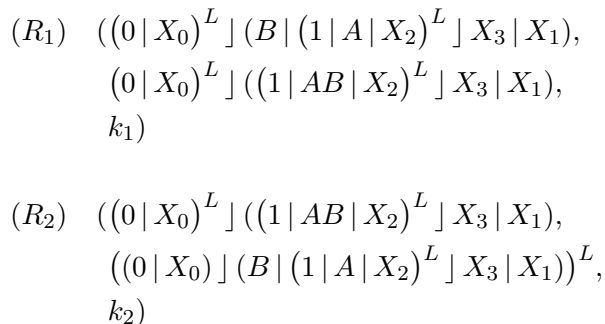 (R₁) ((0 | X₀)ᴸ ⌋ (B | (1 | A | X₂)ᴸ ⌋ X₃ | X₁),
(0 | X₀)ᴸ ⌋ ((1 | AB | X₂)ᴸ ⌋ X₃ | X₁),
k₁)
(R₂) ((0 | X₀)ᴸ ⌋ ((1 | AB | X₂)ᴸ ⌋ X₃ | X₁),
((0 | X₀) ⌋ (B | (1 | A | X₂)ᴸ ⌋ X₃ | X₁))ᴸ,
k₂)